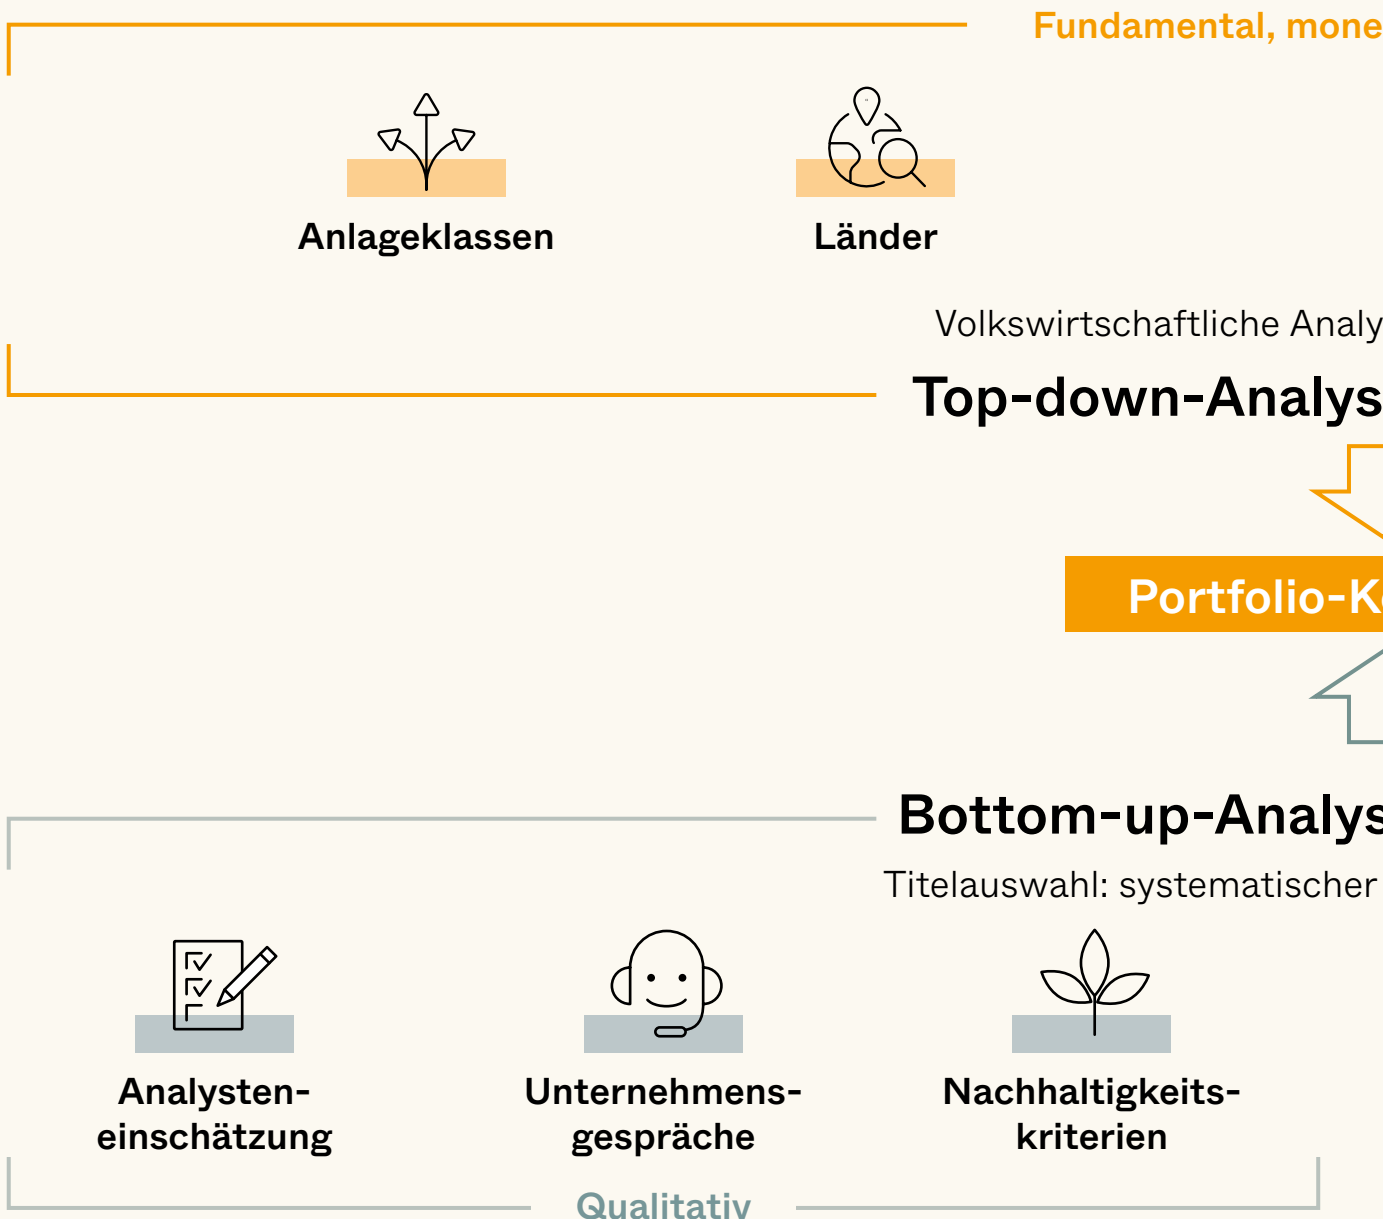 Fundamental, mone
Anlageklassen
Länder
Volkswirtschaftliche Analy
Top-down-Analys
Portfolio-K
Bottom-up-Analys
Titelauswahl: systematischer
Analysten-
einschätzung
Unternehmens-
gespräche
Nachhaltigkeits-
kriterien
Qualitativ